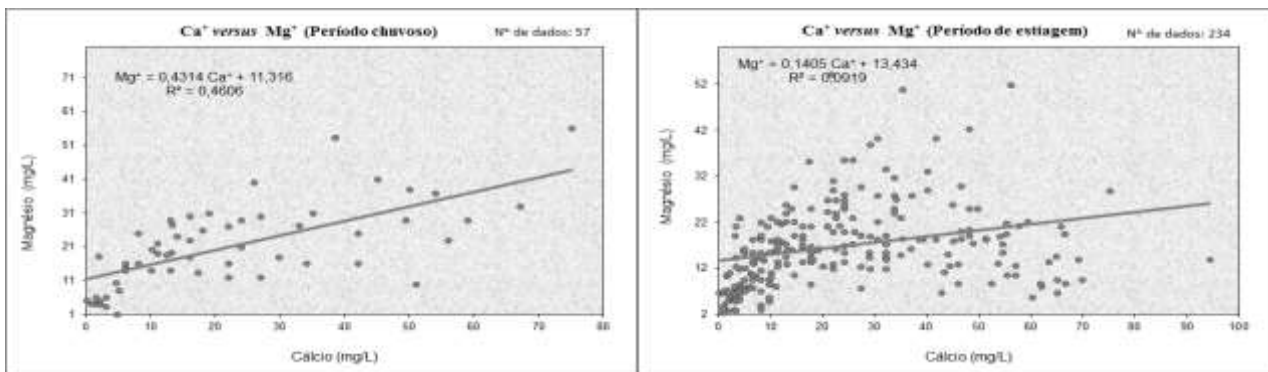 Ca⁺ versus Mg⁺ (Período chuvoso)
Nº de dados: 57
Mg⁺ = 0,4314 Ca⁺ + 11,316
R² = 0,4606
71
61
51
41
31
21
11
1
Magnésio (mg/L)
0 10 20 30 40 50 60 70 80
Cálcio (mg/L)
Ca⁺ versus Mg⁺ (Período de estiagem)
Nº de dados: 234
Mg⁺ = 0,1405 Ca⁺ + 13,434
R² = 0,0919
52
42
32
22
12
2
Magnésio (mg/L)
0 10 20 30 40 50 60 70 80 90 100
Cálcio (mg/L)